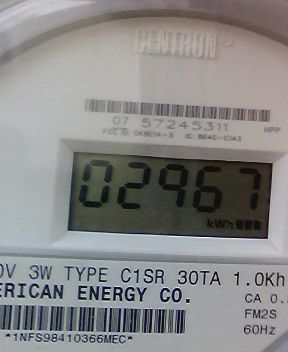 CENTRON
07 57245311 HPP
02967
kWh
0V 3W TYPE C1SR 30TA 1.0Kh
ERICAN ENERGY CO.
CA 0.
FM2S
60Hz
*1NFS98410366MEC*